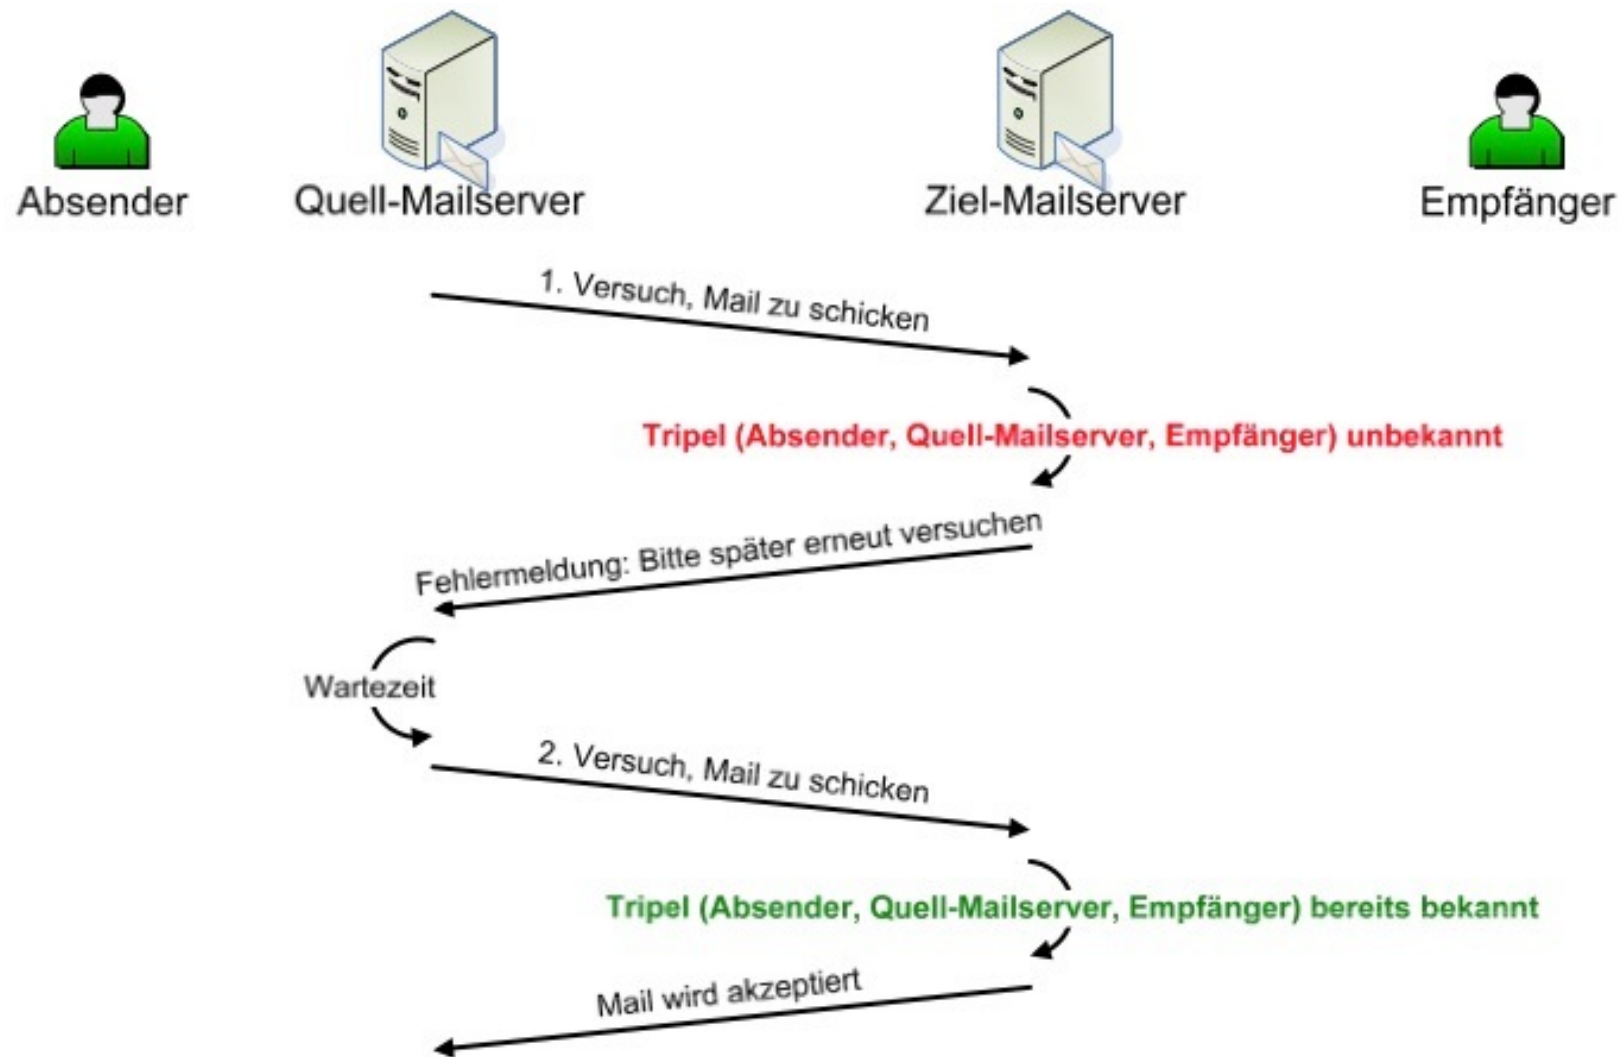 Absender
Quell-Mailserver
Ziel-Mailserver
Empfänger
1. Versuch, Mail zu schicken
Tripel (Absender, Quell-Mailserver, Empfänger) unbekannt
Fehlermeldung: Bitte später erneut versuchen
Wartezeit
2. Versuch, Mail zu schicken
Tripel (Absender, Quell-Mailserver, Empfänger) bereits bekannt
Mail wird akzeptiert